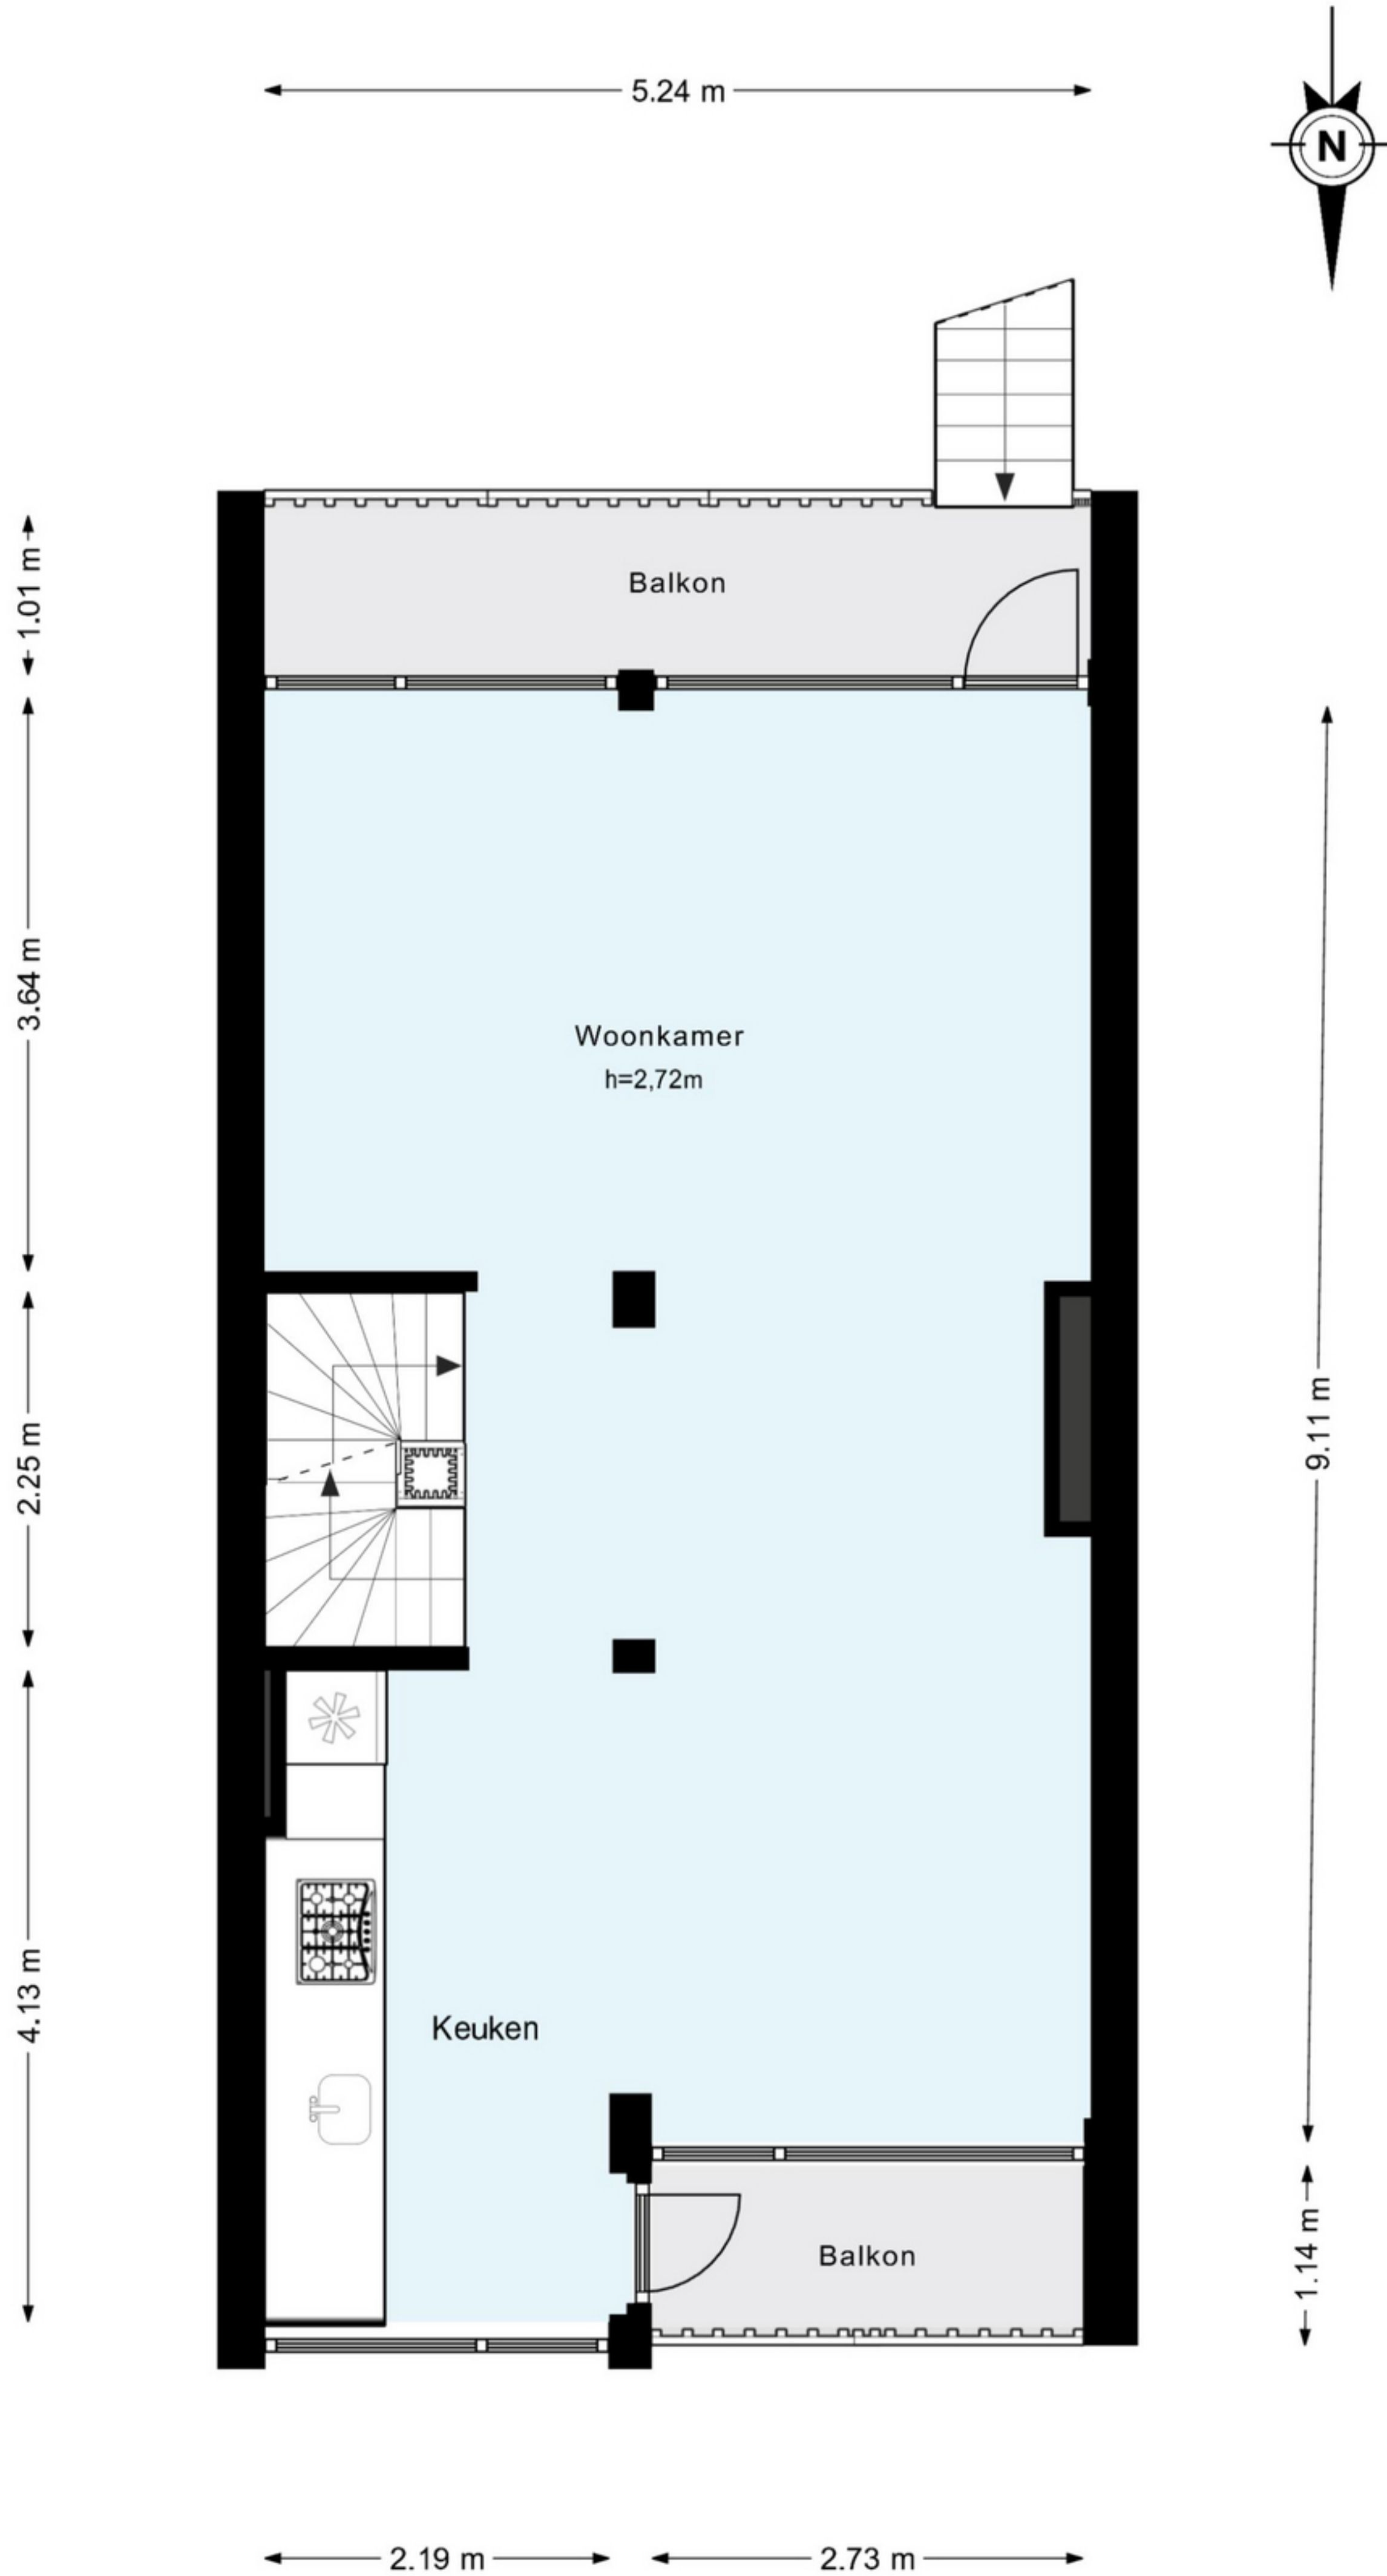 5.24 m
N
Balkon
1.01 m
3.64 m
Woonkamer
h=2,72m
9.11 m
2.25 m
4.13 m
Keuken
Balkon
1.14 m
2.19 m
2.73 m